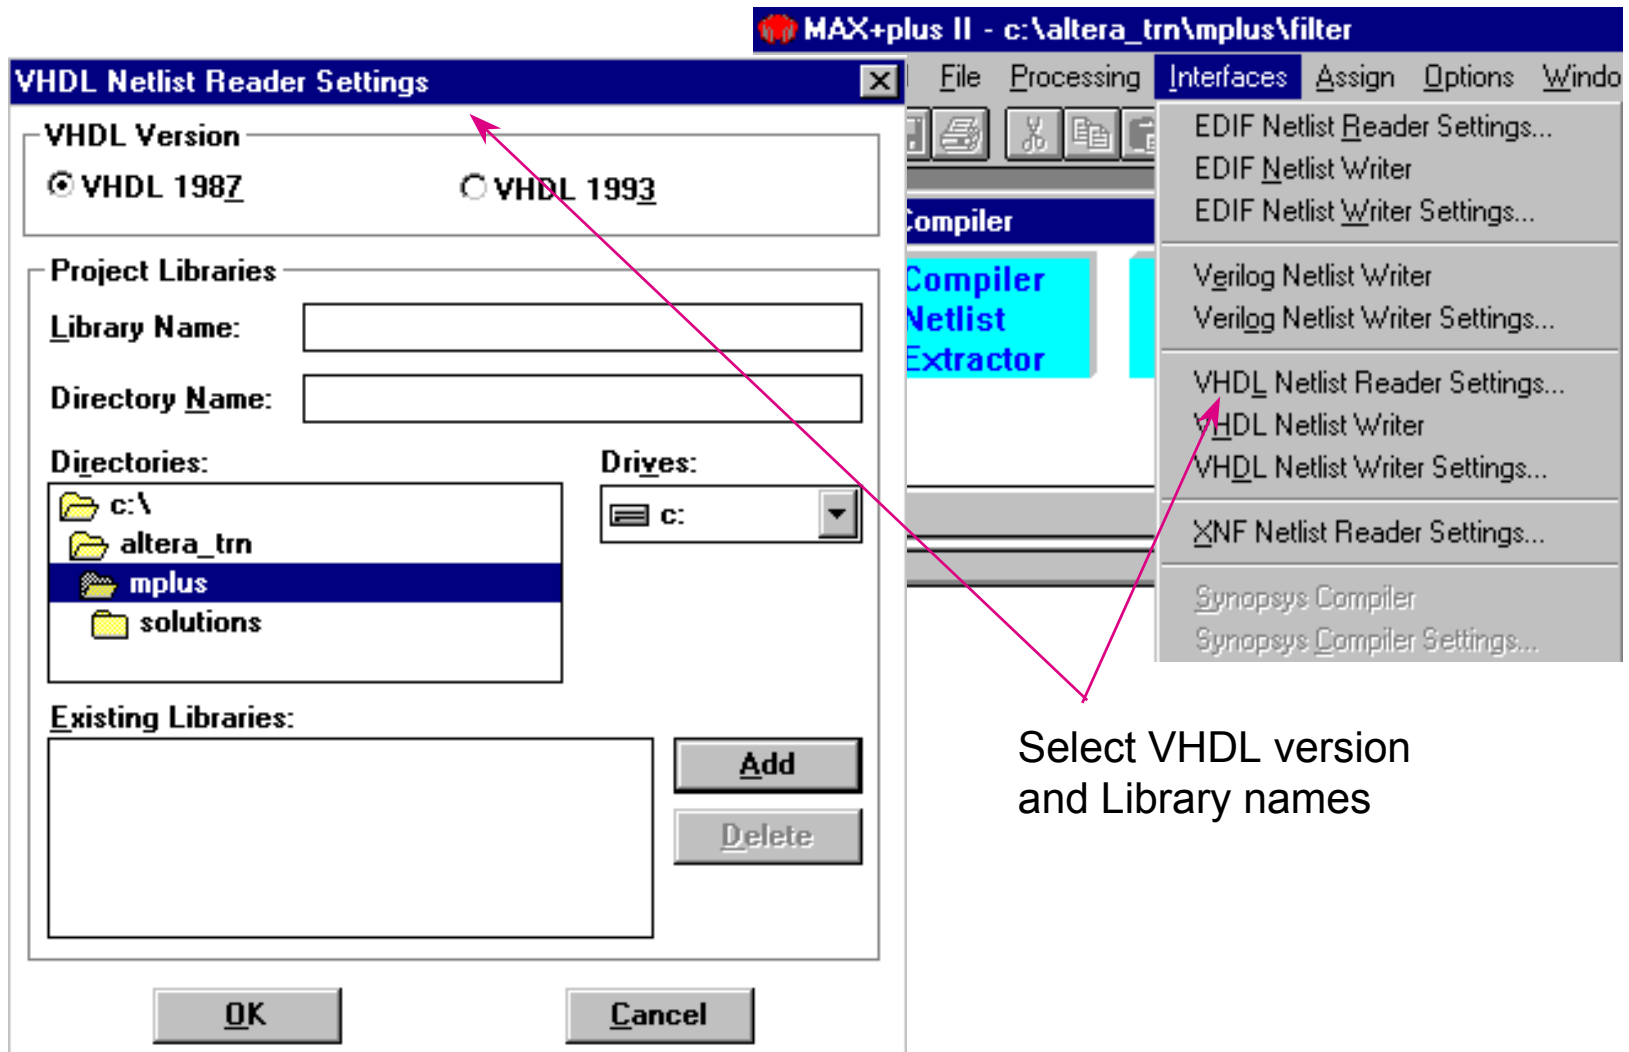 MAX+plus II - c:\altera_trn\mplus\filter
File Processing Interfaces Assign Options Windo
VHDL Netlist Reader Settings
VHDL Version
VHDL 1987
VHDL 1993
Project Libraries
Library Name:
Directory Name:
Directories:
Drives:
c:\
altera_trn
mplus
solutions
c:
Existing Libraries:
Add
Delete
OK
Cancel
Compiler
Compiler
Netlist
Extractor
EDIF Netlist Reader Settings...
EDIF Netlist Writer
EDIF Netlist Writer Settings...
Verilog Netlist Writer
Verilog Netlist Writer Settings...
VHDL Netlist Reader Settings...
VHDL Netlist Writer
VHDL Netlist Writer Settings...
XNF Netlist Reader Settings...
Synopsys Compiler
Synopsys Compiler Settings...
Select VHDL version
and Library names